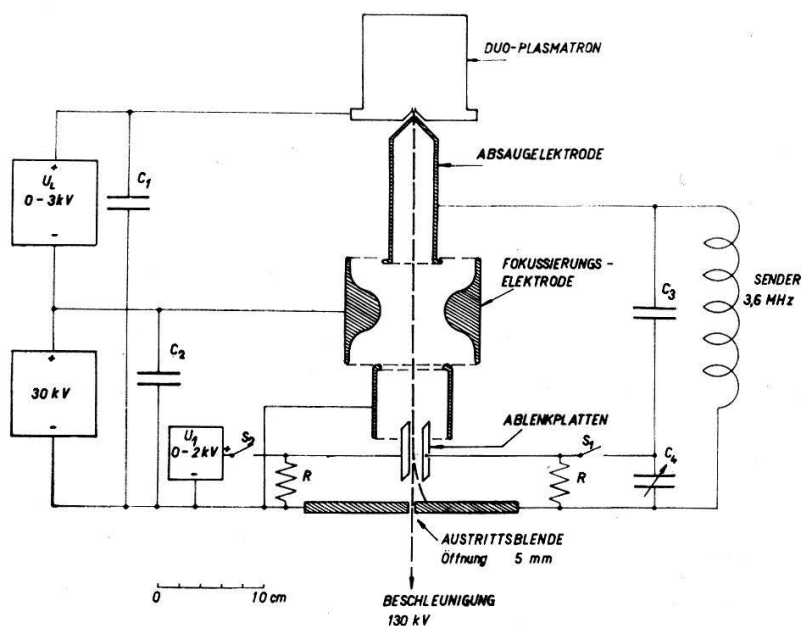 DUO-PLASMATRON
ABSAUGELEKTRODE
U_L
0-3kV
C_1
FOKUSSIERUNGS-
ELEKTRODE
SENDER
3,6 MHz
C_3
C_2
30 kV
ABLENKPLATTEN
U_1
0-2kV
S_2
S_1
R
R
C_4
AUSTRITTSBLENDE
Öffnung 5 mm
0 10 cm
BESCHLEUNIGUNG
130 kV